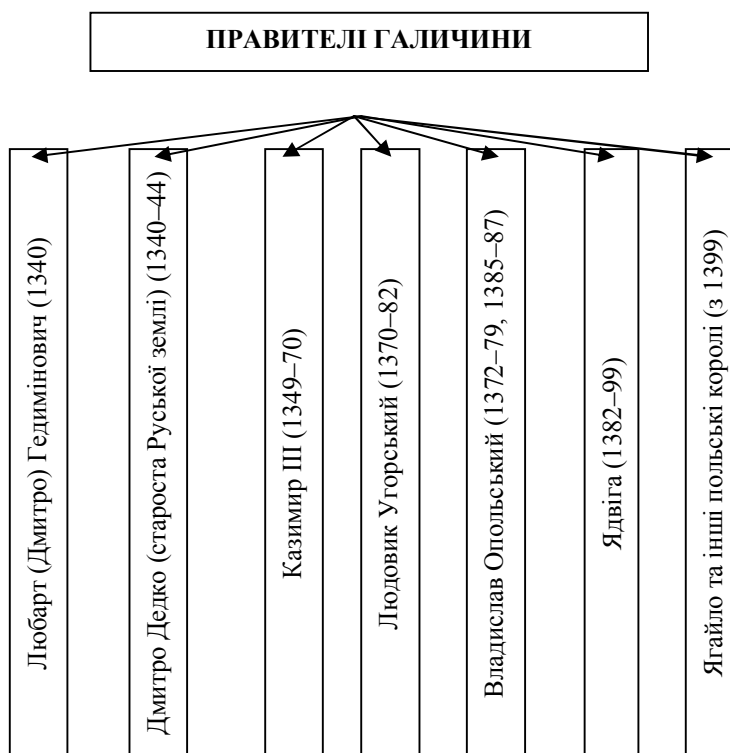 ПРАВИТЕЛІ ГАЛИЧИНИ
Любарт (Дмитро) Гедимінович (1340)
Дмитро Дедко (староста Руської землі) (1340–44)
Казимир ІІІ (1349–70)
Людовик Угорський (1370–82)
Владислав Опольський (1372–79, 1385–87)
Ядвіга (1382–99)
Ягайло та інші польські королі (з 1399)